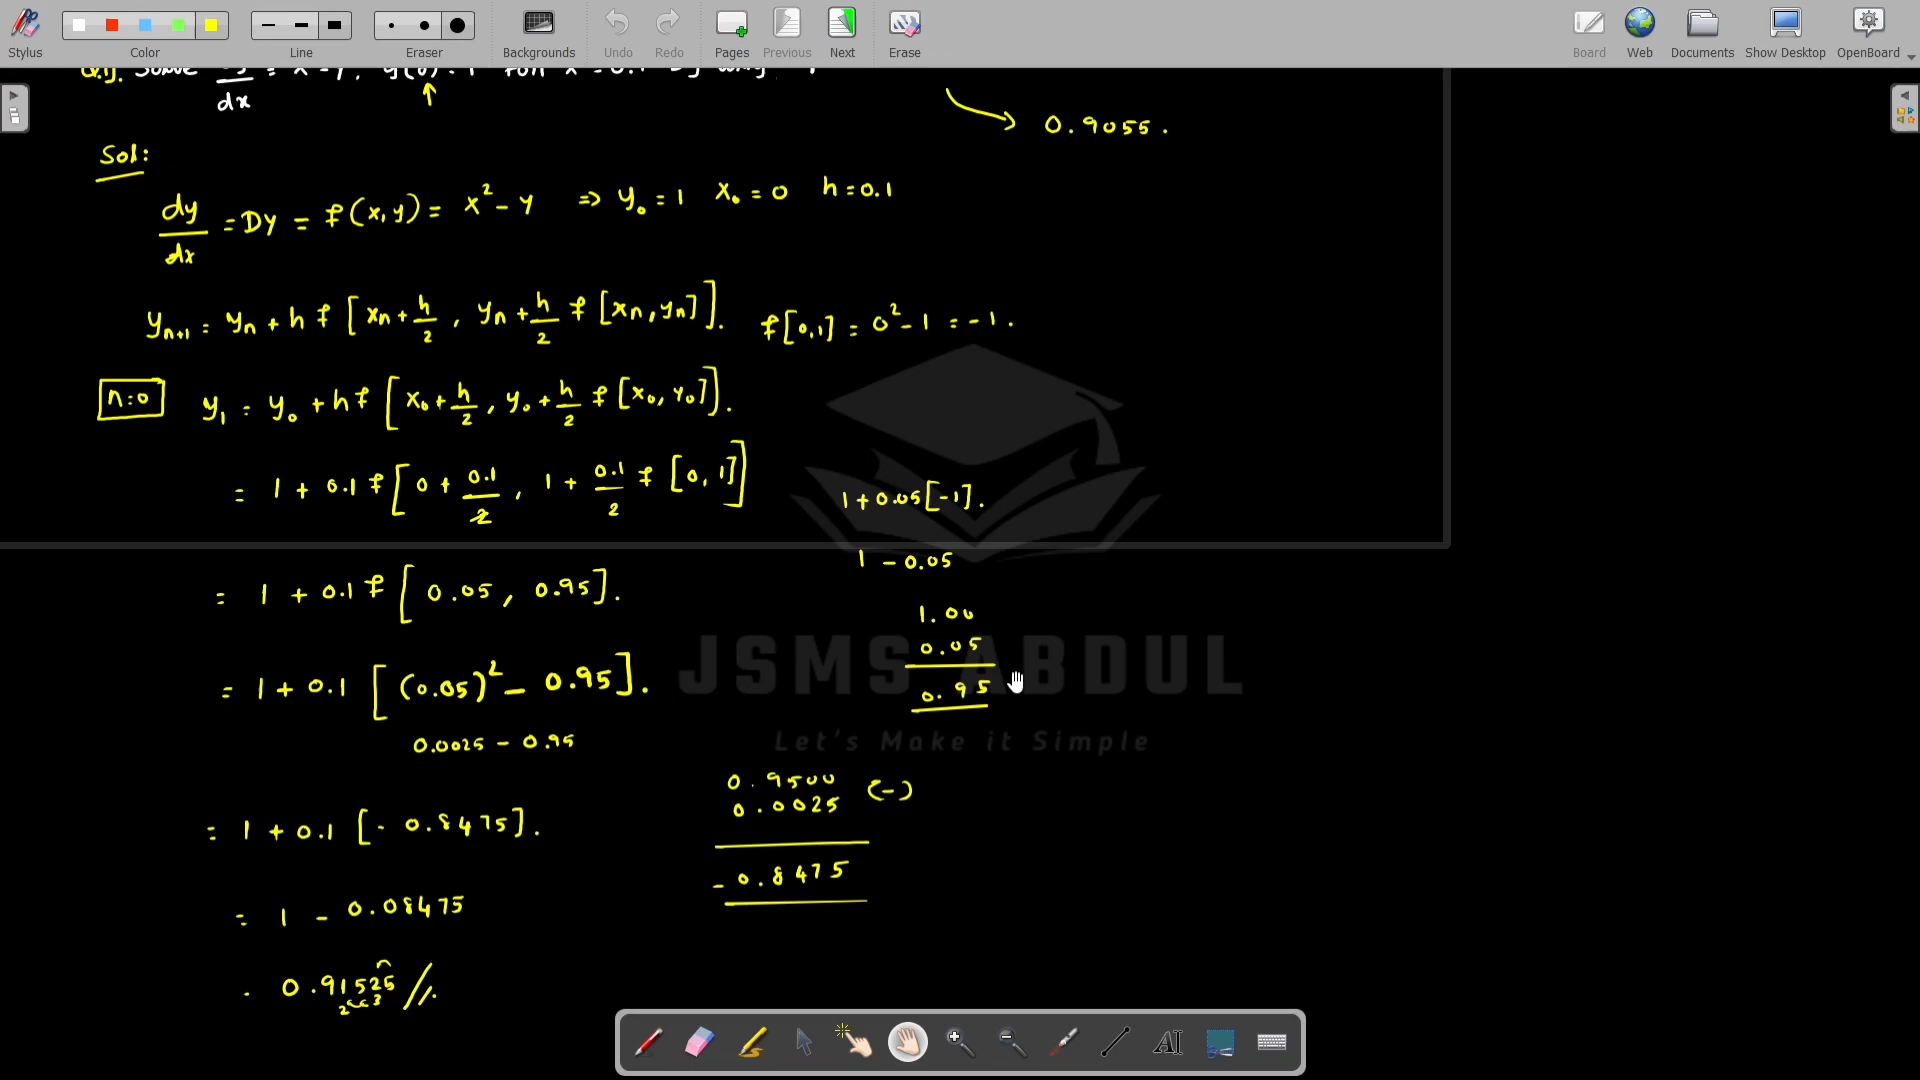 Stylus Color Line Eraser Backgrounds Undo Redo Pages Previous Next Erase Board Web Documents Show Desktop OpenBoard
dx
0.9055.
Sol:
dy/dx = Dy = f(x,y) = x² - y ⇒ y₀ = 1 x₀ = 0 h = 0.1
yₙ₊₁ = yₙ + h f [xₙ + h/2 , yₙ + h/2 f [xₙ, yₙ]]. f[0,1] = 0² - 1 = -1.
n=0 y₁ = y₀ + h f [x₀ + h/2 , y₀ + h/2 f [x₀, y₀]].
= 1 + 0.1 f [0 + 0.1/2 , 1 + 0.1/2 f [0, 1]]
1 + 0.05[-1].
1 - 0.05
= 1 + 0.1 f [0.05 , 0.95].
1.00
0.05
0.95
= 1 + 0.1 [(0.05)² - 0.95].
0.0025 - 0.95
JSMS ABDUL
Let's Make it Simple
0.9500 (-)
0.0025
- 0.8475
= 1 + 0.1 [- 0.8475].
= 1 - 0.08475
. 0.91525 //.